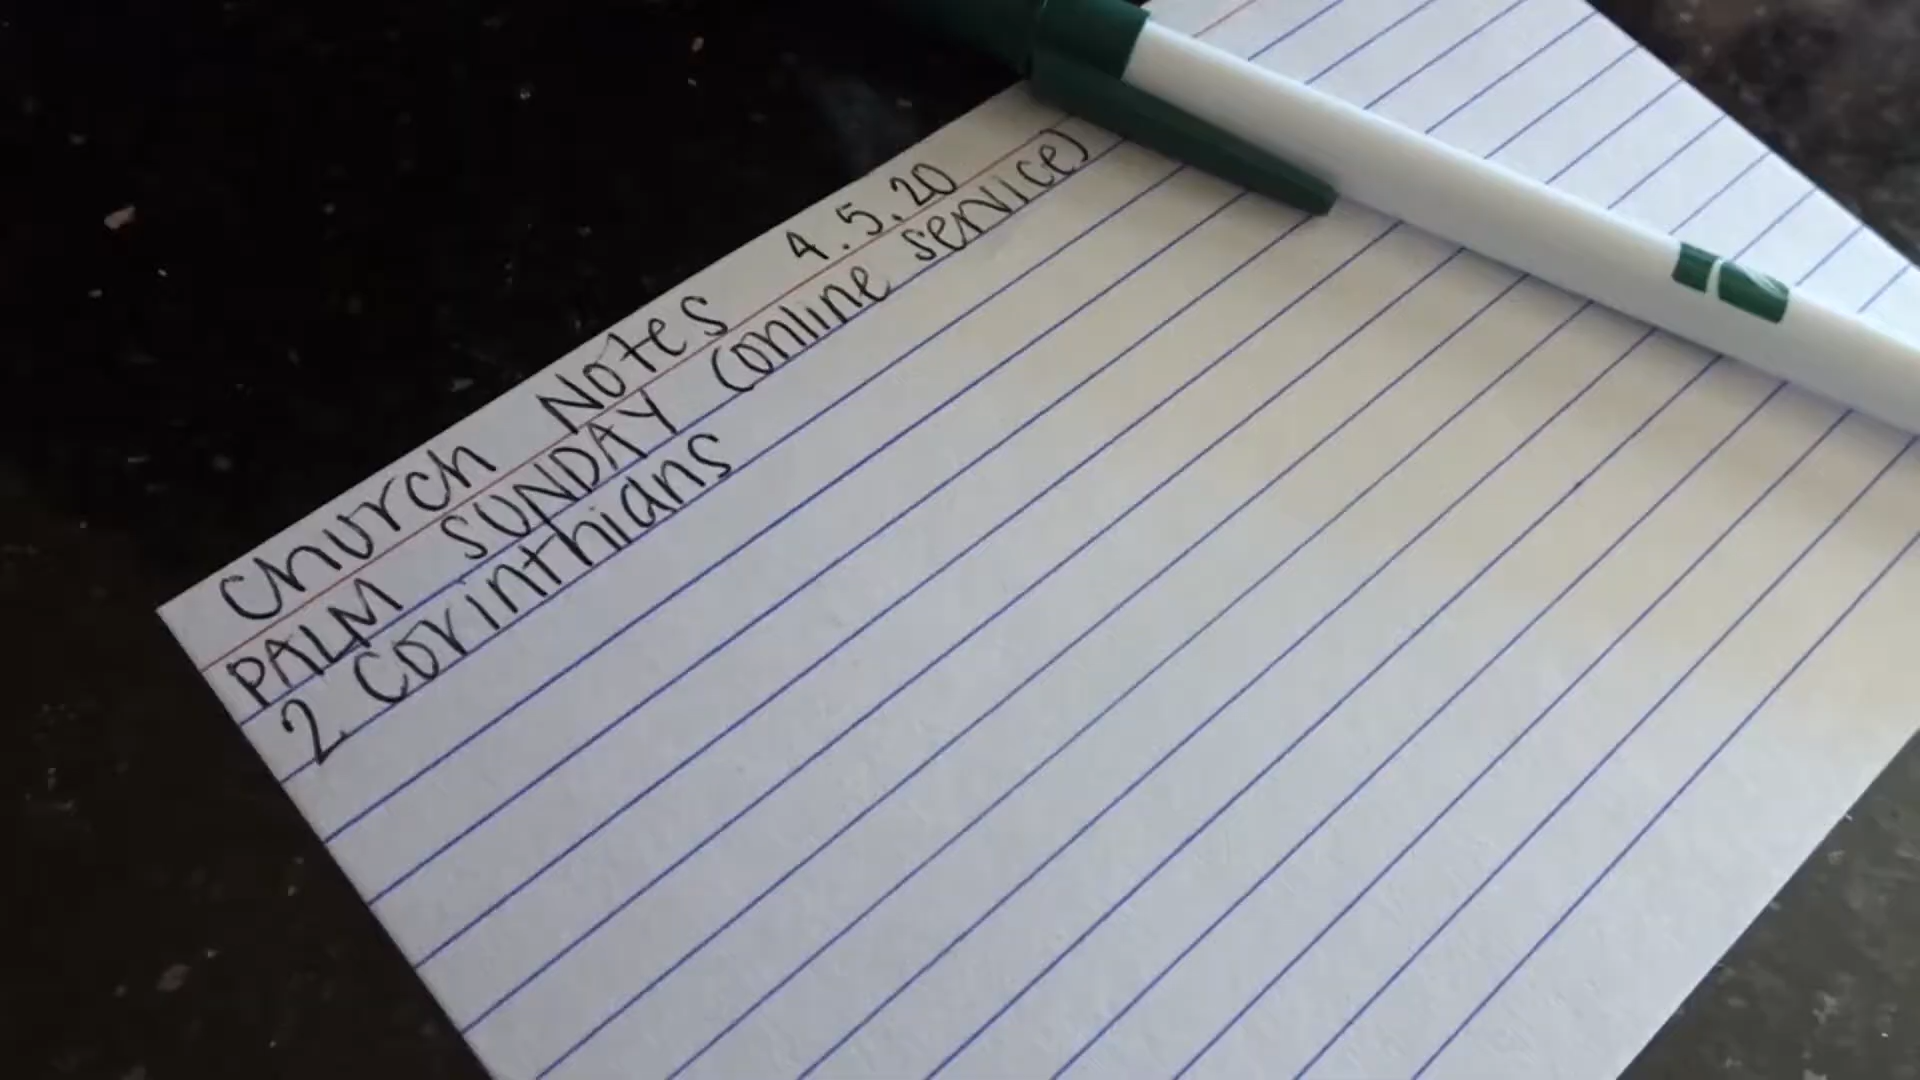 Church Notes 4.5.20
PALM SUNDAY (online service)
2 Corinthians